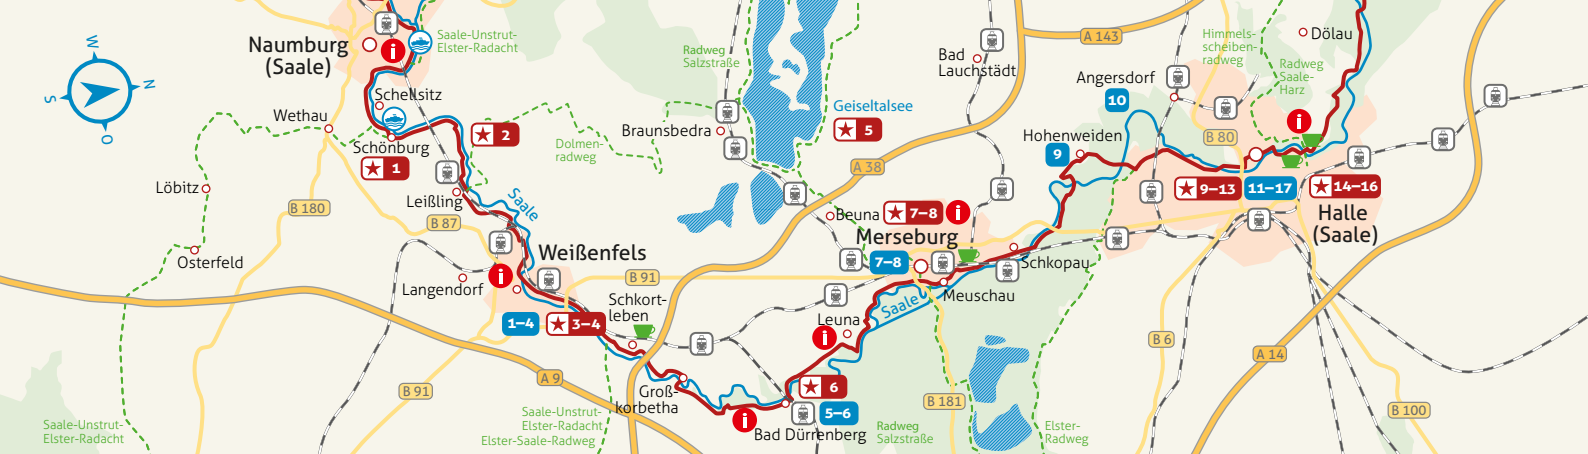 W
N
S
O
Naumburg
(Saale)
i
Saale-Unstrut-
Elster-Radacht
Schellsitz
Wethau
Schönburg
★ 1
★ 2
Löbitz
Leißling
Saale
Dolmen-
radweg
B 180
B 87
Osterfeld
Weißenfels
i
Langendorf
1–4
★ 3–4
B 91
Schkort-
leben
A 9
B 91
Saale-Unstrut-
Elster-Radacht
Saale-Unstrut-
Elster-Radacht
Elster-Saale-Radweg
Groß-
korbetha
i
Bad Dürrenberg
★ 6
5–6
Radweg
Salzstraße
Braunsbedra
Geiseltalsee
★ 5
A 38
Beuna
★ 7–8
i
Merseburg
7–8
Saale
Leuna
i
Meuschau
Schkopau
B 181
Radweg
Salzstraße
Elster-
Radweg
Bad
Lauchstädt
A 143
Angersdorf
10
Hohenweiden
9
Himmels-
scheiben-
radweg
Radweg
Saale-
Harz
Dölau
i
B 80
★ 9–13
11–17
★ 14–16
Halle
(Saale)
B 6
A 14
B 100